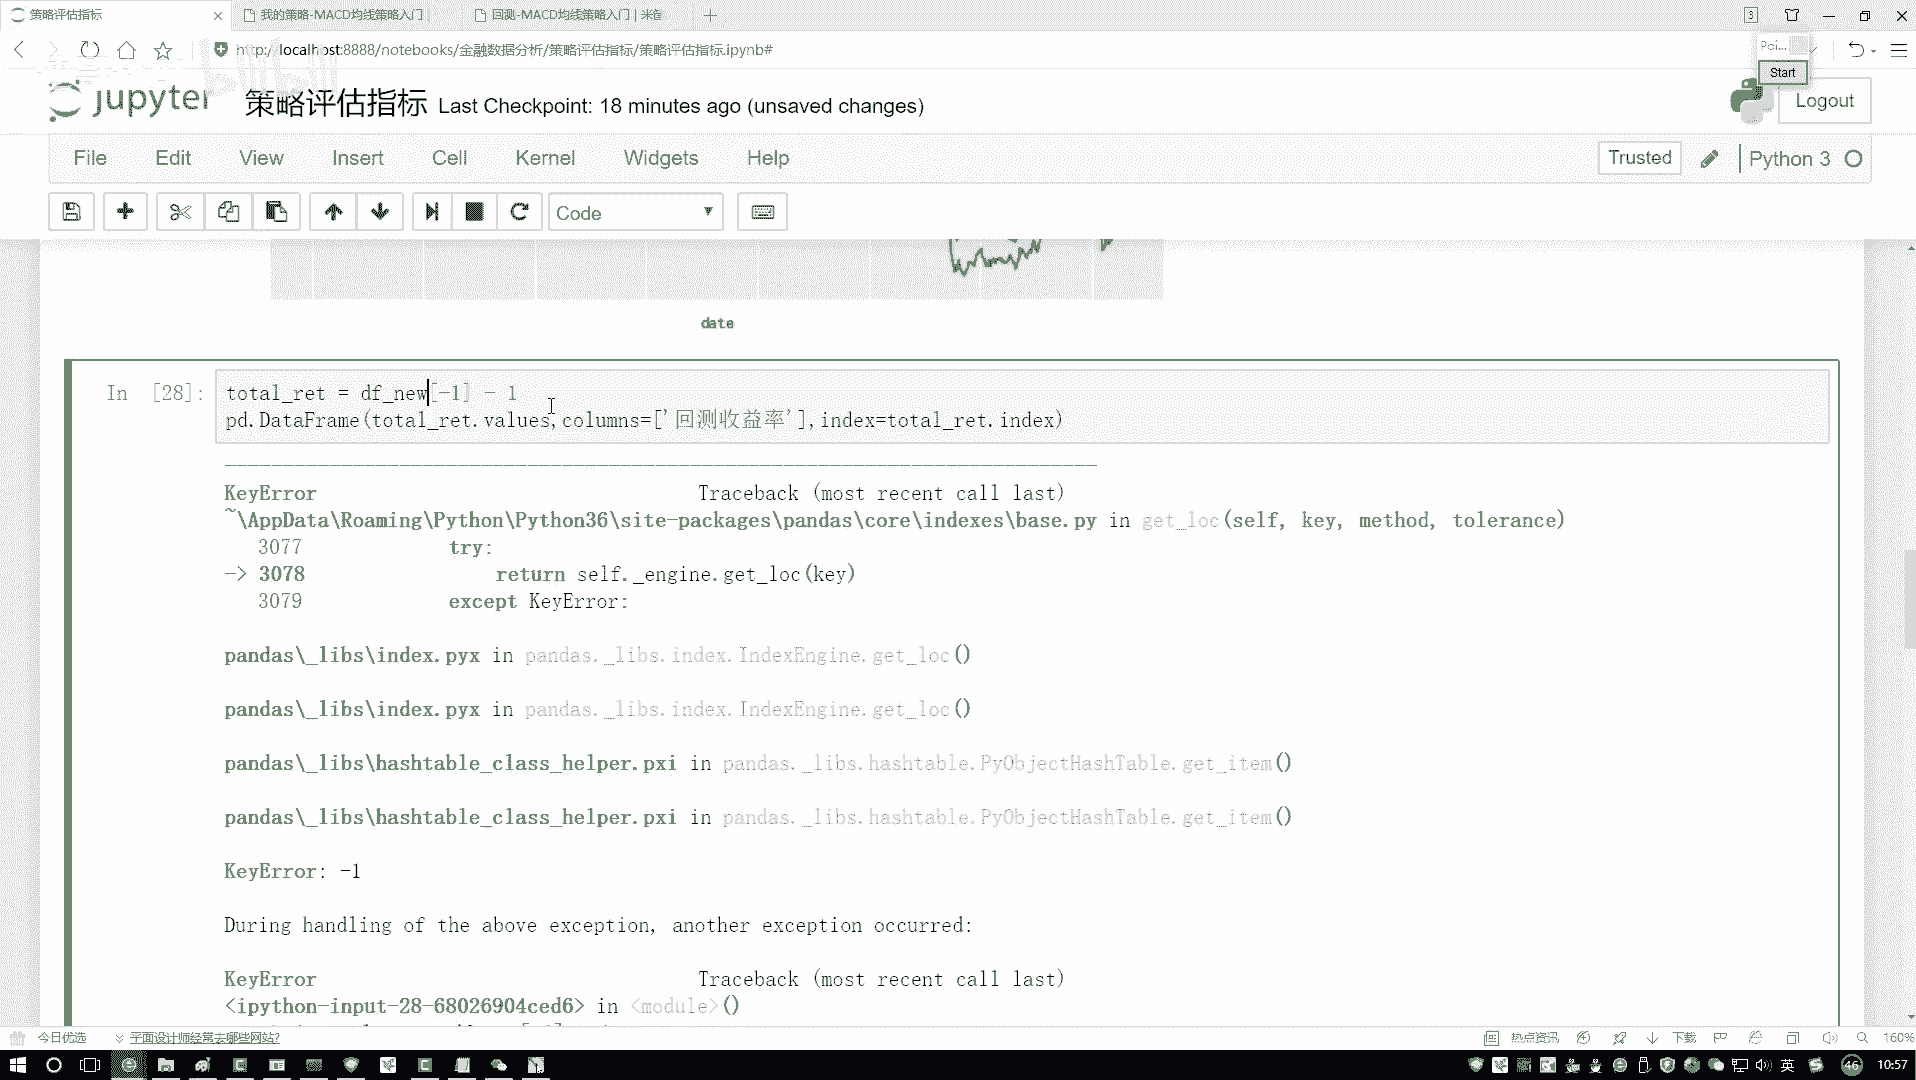 策略评估指标
我的策略-MACD均线策略入门
回测-MACD均线策略入门 | 米筐
3
http://localhost:8888/notebooks/金融数据分析/策略评估指标/策略评估指标.ipynb#
Poi...
Start
jupyter
策略评估指标 Last Checkpoint: 18 minutes ago (unsaved changes)
Logout
File Edit View Insert Cell Kernel Widgets Help
Trusted
Python 3
Code
date
In [28]: total_ret = df_new[-1] - 1
pd.DataFrame(total_ret.values,columns=['回测收益率'],index=total_ret.index)
KeyError Traceback (most recent call last)
~\AppData\Roaming\Python\Python36\site-packages\pandas\core\indexes\base.py in get_loc(self, key, method, tolerance)
3077 try:
-> 3078 return self._engine.get_loc(key)
3079 except KeyError:
pandas\_libs\index.pyx in pandas._libs.index.IndexEngine.get_loc()
pandas\_libs\index.pyx in pandas._libs.index.IndexEngine.get_loc()
pandas\_libs\hashtable_class_helper.pxi in pandas._libs.hashtable.PyObjectHashTable.get_item()
pandas\_libs\hashtable_class_helper.pxi in pandas._libs.hashtable.PyObjectHashTable.get_item()
KeyError: -1
During handling of the above exception, another exception occurred:
KeyError Traceback (most recent call last)
<ipython-input-28-68026904ced6> in <module>()
今日优选
平面设计师经常去哪些网站?
热点资讯
下载
160%
英
46
10:57